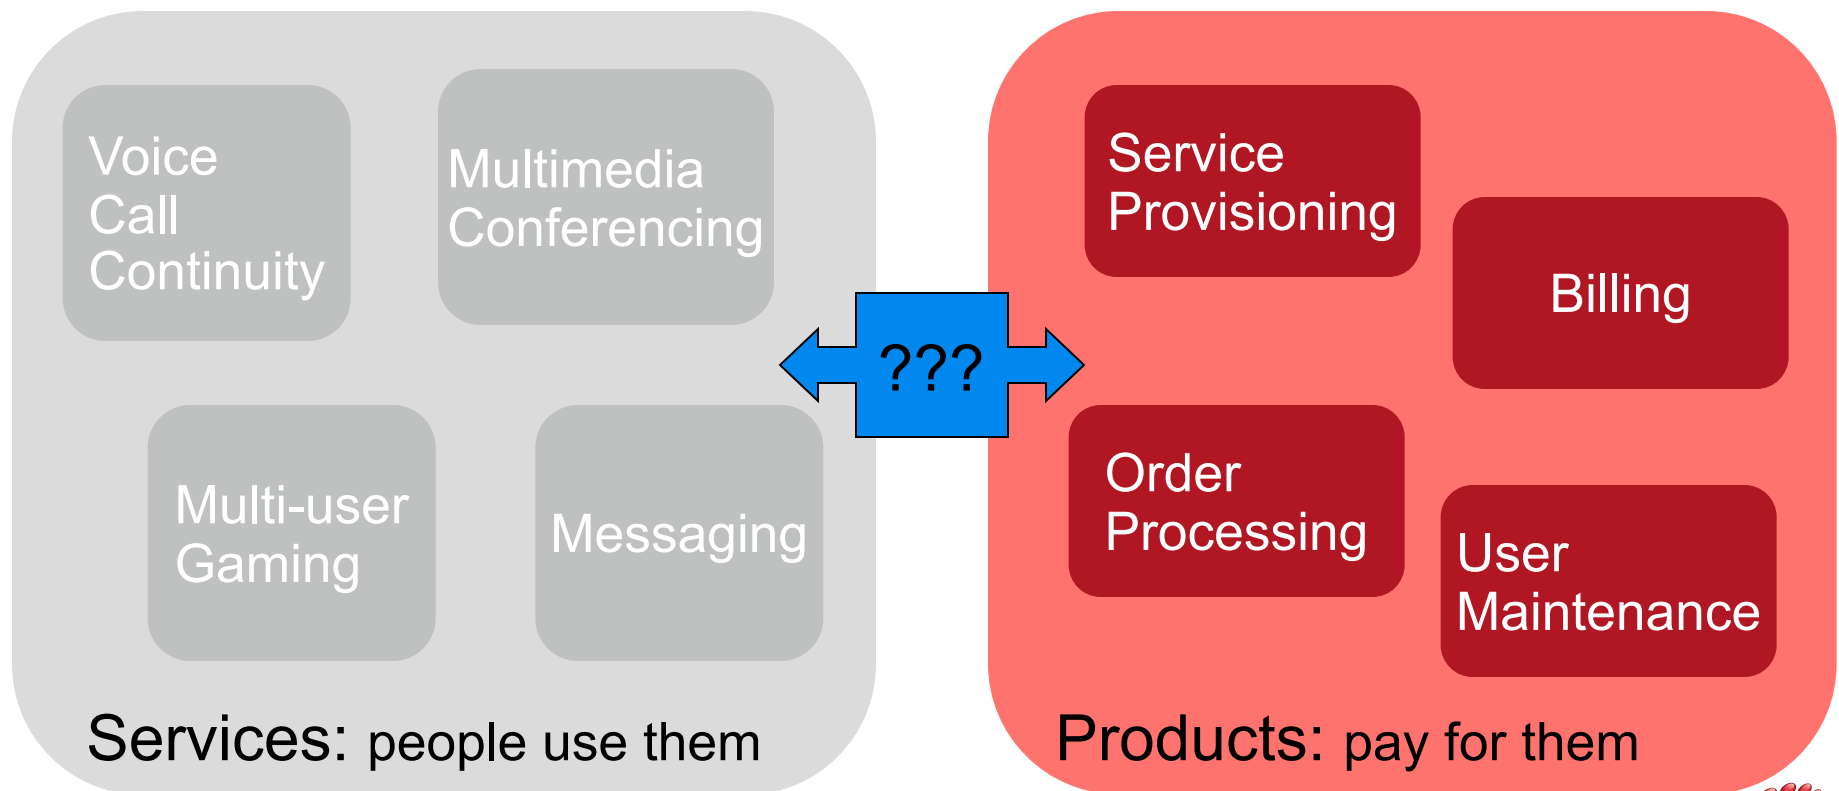 Voice
Call
Continuity
Multimedia
Conferencing
Multi-user
Gaming
Messaging
Services: people use them
???
Service
Provisioning
Billing
Order
Processing
User
Maintenance
Products: pay for them